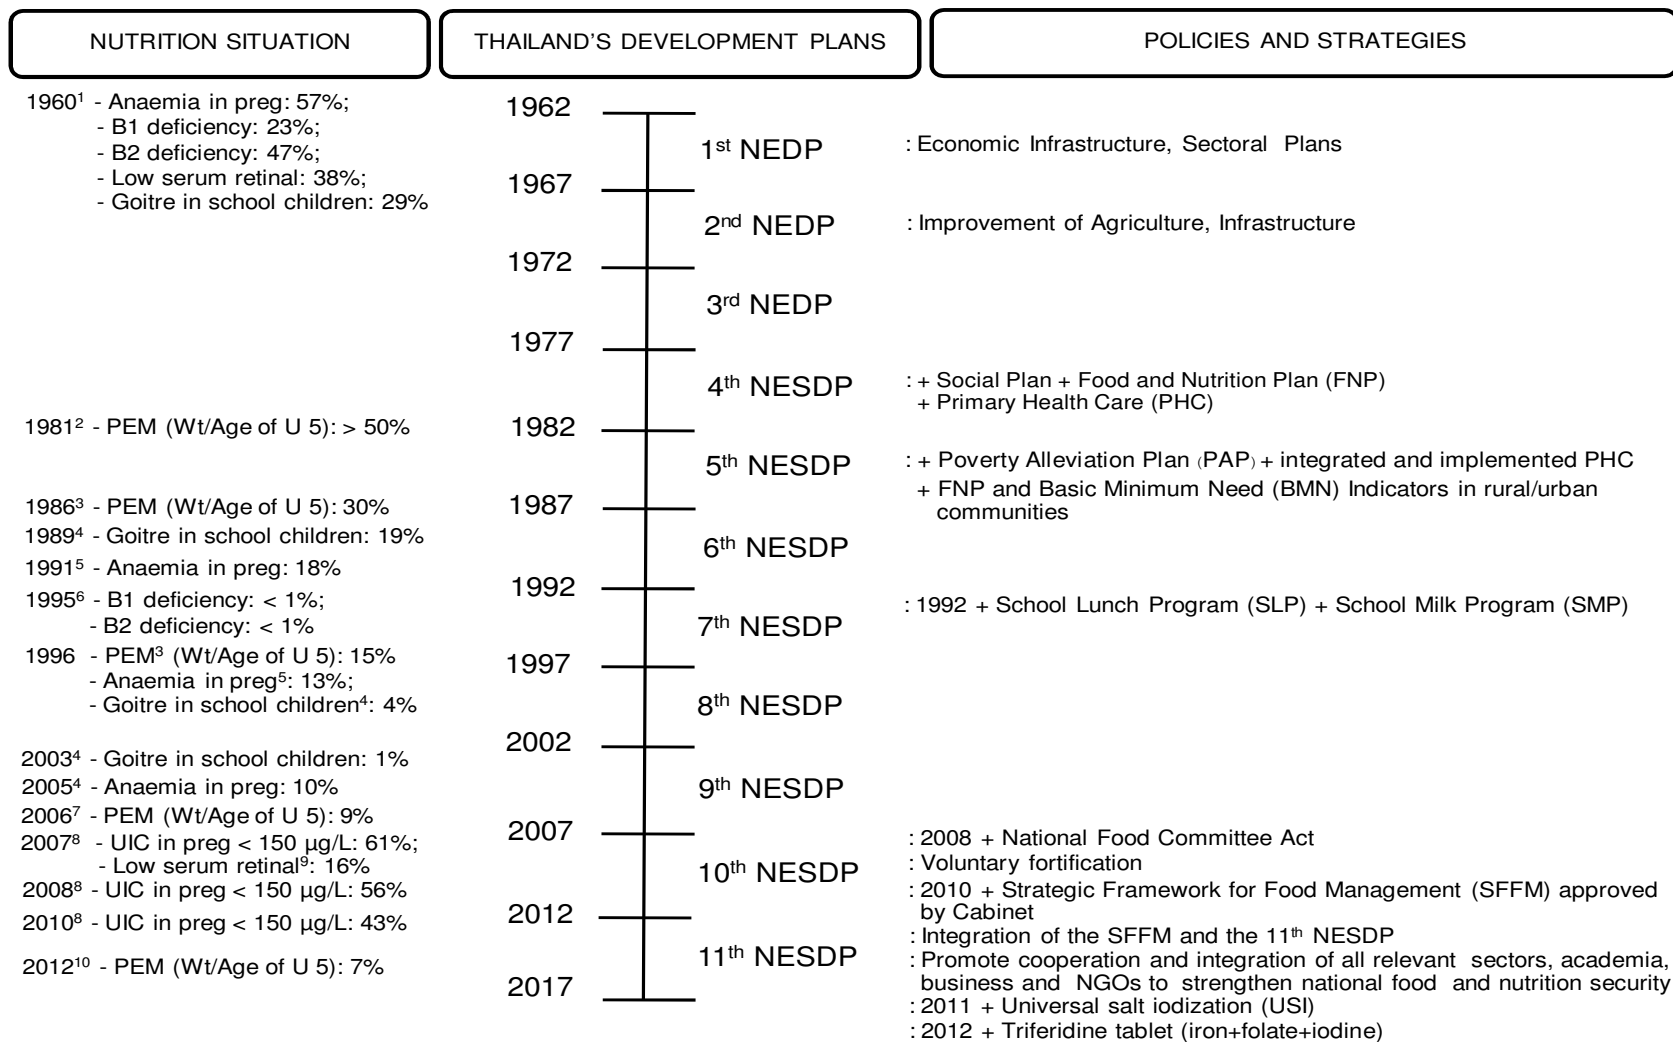 NUTRITION SITUATION
THAILAND'S DEVELOPMENT PLANS
POLICIES AND STRATEGIES
1960¹ - Anaemia in preg: 57%;
- B1 deficiency: 23%;
- B2 deficiency: 47%;
- Low serum retinal: 38%;
- Goitre in school children: 29%
1981² - PEM (Wt/Age of U 5): > 50%
1986³ - PEM (Wt/Age of U 5): 30%
1989⁴ - Goitre in school children: 19%
1991⁵ - Anaemia in preg: 18%
1995⁶ - B1 deficiency: < 1%;
- B2 deficiency: < 1%
1996 - PEM³ (Wt/Age of U 5): 15%
- Anaemia in preg⁵: 13%;
- Goitre in school children⁴: 4%
2003⁴ - Goitre in school children: 1%
2005⁴ - Anaemia in preg: 10%
2006⁷ - PEM (Wt/Age of U 5): 9%
2007⁸ - UIC in preg < 150 µg/L: 61%;
- Low serum retinal⁹: 16%
2008⁸ - UIC in preg < 150 µg/L: 56%
2010⁸ - UIC in preg < 150 µg/L: 43%
2012¹⁰ - PEM (Wt/Age of U 5): 7%
1962
1ˢᵗ NEDP
1967
2ⁿᵈ NEDP
1972
3ʳᵈ NEDP
1977
4ᵗʰ NESDP
1982
5ᵗʰ NESDP
1987
6ᵗʰ NESDP
1992
7ᵗʰ NESDP
1997
8ᵗʰ NESDP
2002
9ᵗʰ NESDP
2007
10ᵗʰ NESDP
2012
11ᵗʰ NESDP
2017
: Economic Infrastructure, Sectoral Plans
: Improvement of Agriculture, Infrastructure
: + Social Plan + Food and Nutrition Plan (FNP)
+ Primary Health Care (PHC)
: + Poverty Alleviation Plan (PAP) + integrated and implemented PHC
+ FNP and Basic Minimum Need (BMN) Indicators in rural/urban
communities
: 1992 + School Lunch Program (SLP) + School Milk Program (SMP)
: 2008 + National Food Committee Act
: Voluntary fortification
: 2010 + Strategic Framework for Food Management (SFFM) approved
by Cabinet
: Integration of the SFFM and the 11ᵗʰ NESDP
: Promote cooperation and integration of all relevant sectors, academia,
business and NGOs to strengthen national food and nutrition security
: 2011 + Universal salt iodization (USI)
: 2012 + Triferidine tablet (iron+folate+iodine)